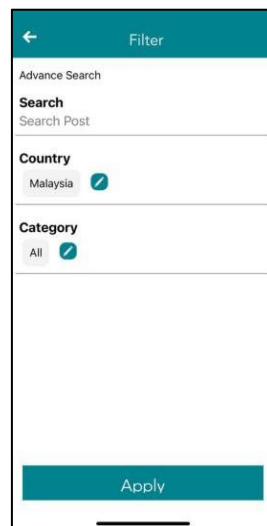 Filter
Advance Search
Search
Search Post
Country
Malaysia
Category
All
Apply